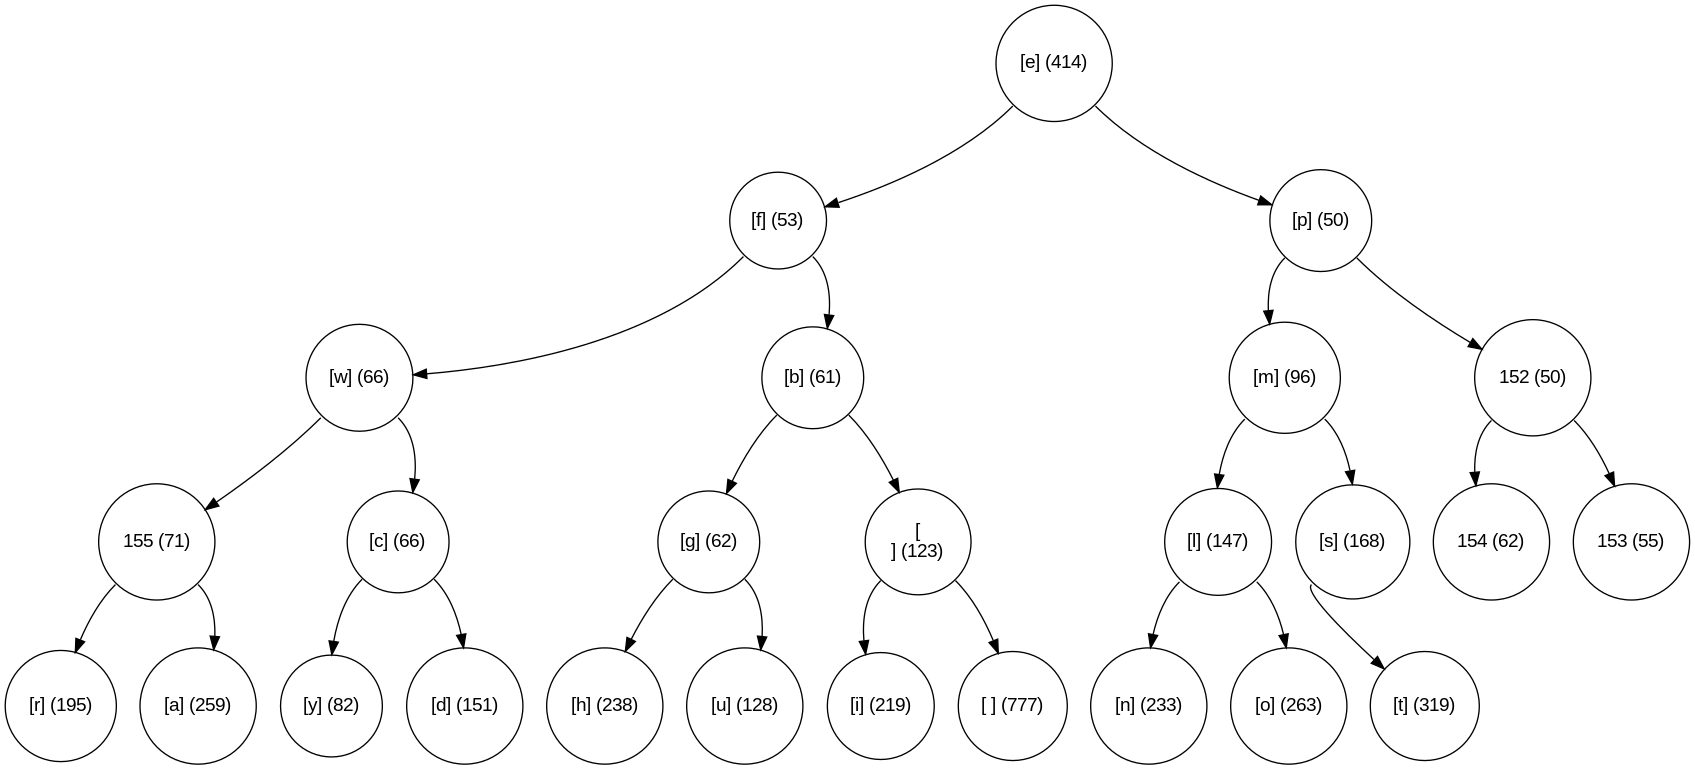 [e] (414)
[f] (53)
[p] (50)
[w] (66)
[b] (61)
[m] (96)
152 (50)
155 (71)
[c] (66)
[g] (62)
[
] (123)
[l] (147)
[s] (168)
154 (62)
153 (55)
[r] (195)
[a] (259)
[y] (82)
[d] (151)
[h] (238)
[u] (128)
[i] (219)
[ ] (777)
[n] (233)
[o] (263)
[t] (319)